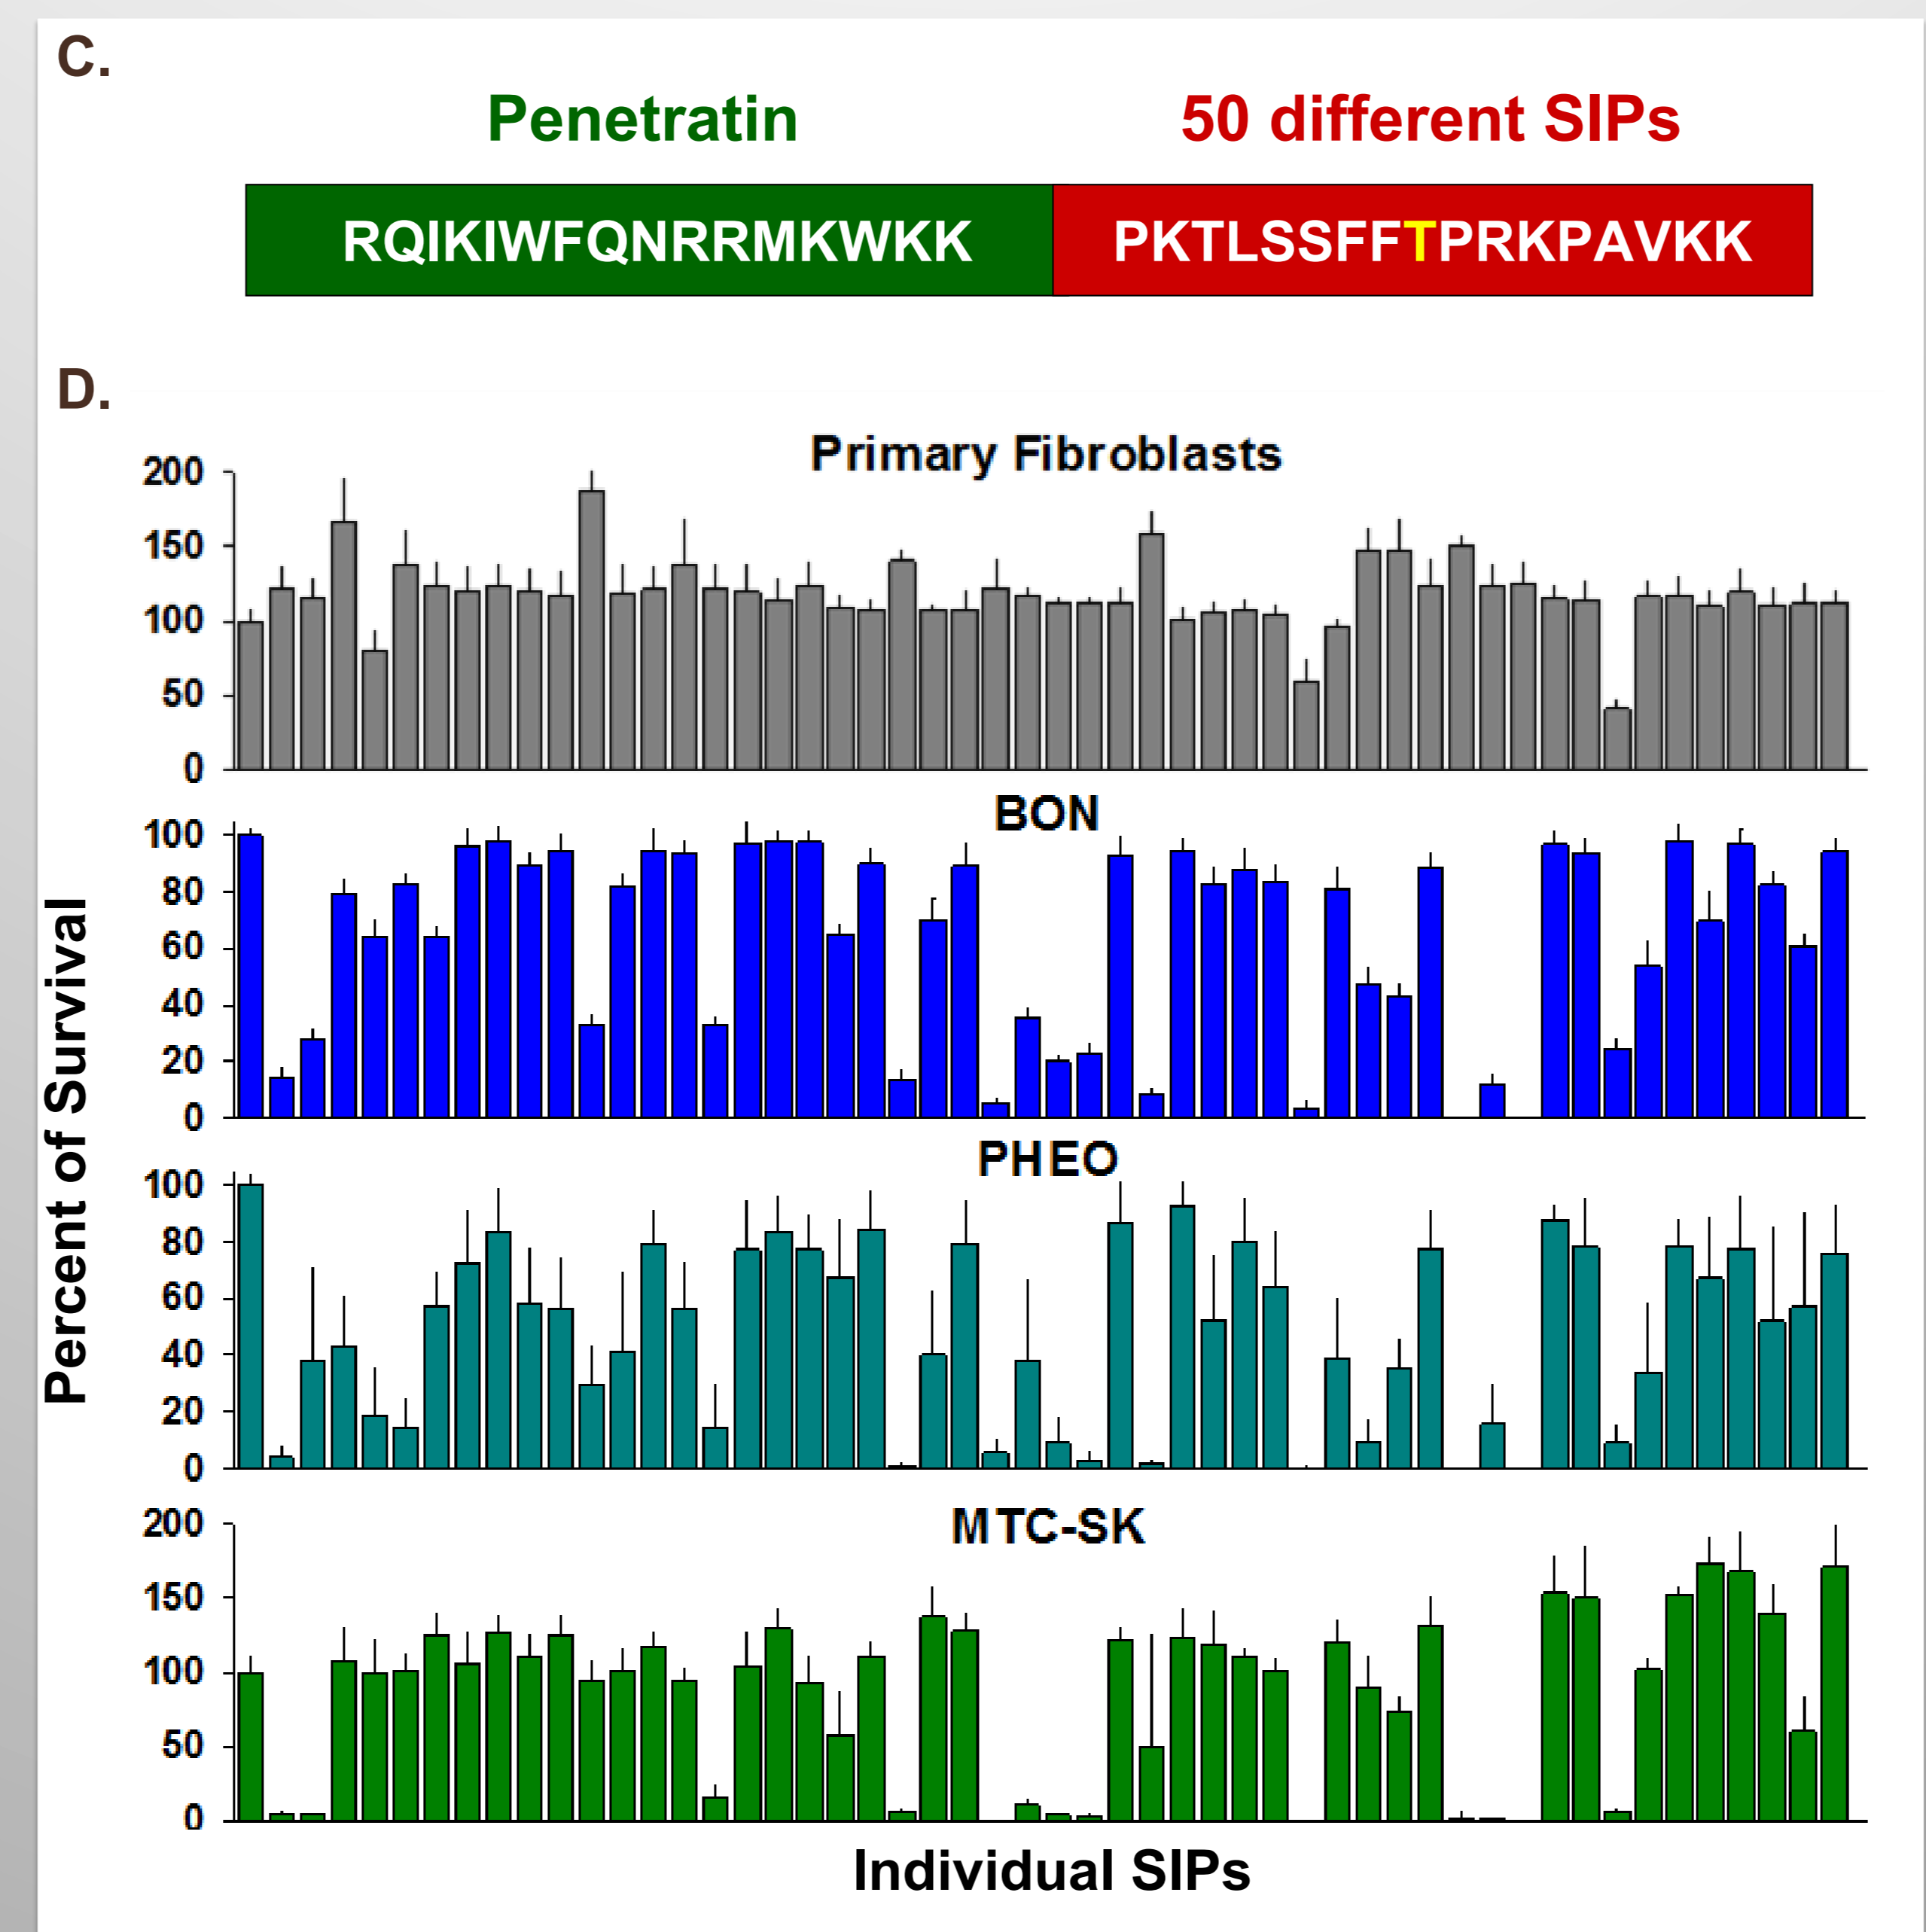 C.
Penetratin
50 different SIPs
RQIKIWFQNRRMKWKK
PKTLSSFFTPRKPAVKK
D.
Percent of Survival
Primary Fibroblasts
200
150
100
50
0
BON
100
80
60
40
20
0
PHEO
100
80
60
40
20
0
MTC-SK
200
150
100
50
0
Individual SIPs